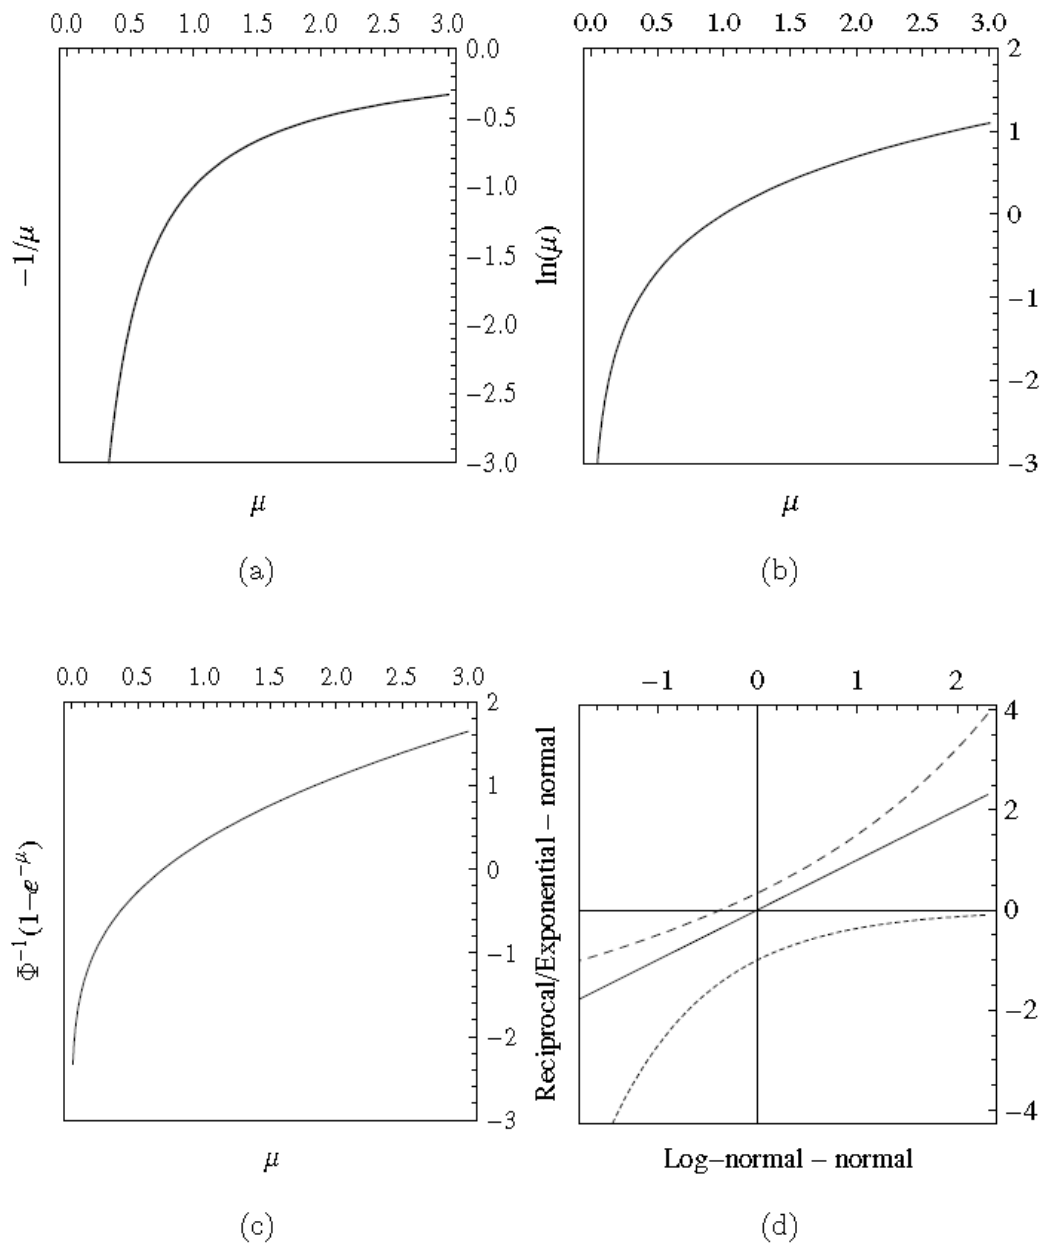 0.0 0.5 1.0 1.5 2.0 2.5 3.0
0.0
−0.5
−1.0
−1.5
−2.0
−2.5
−3.0
−1/μ
μ
(a)
0.0 0.5 1.0 1.5 2.0 2.5 3.0
2
1
0
−1
−2
−3
ln(μ)
μ
(b)
0.0 0.5 1.0 1.5 2.0 2.5 3.0
2
1
0
−1
−2
−3
Φ⁻¹(1−e^−μ)
μ
(c)
−1 0 1 2
4
2
0
−2
−4
Reciprocal/Exponential − normal
Log−normal − normal
(d)